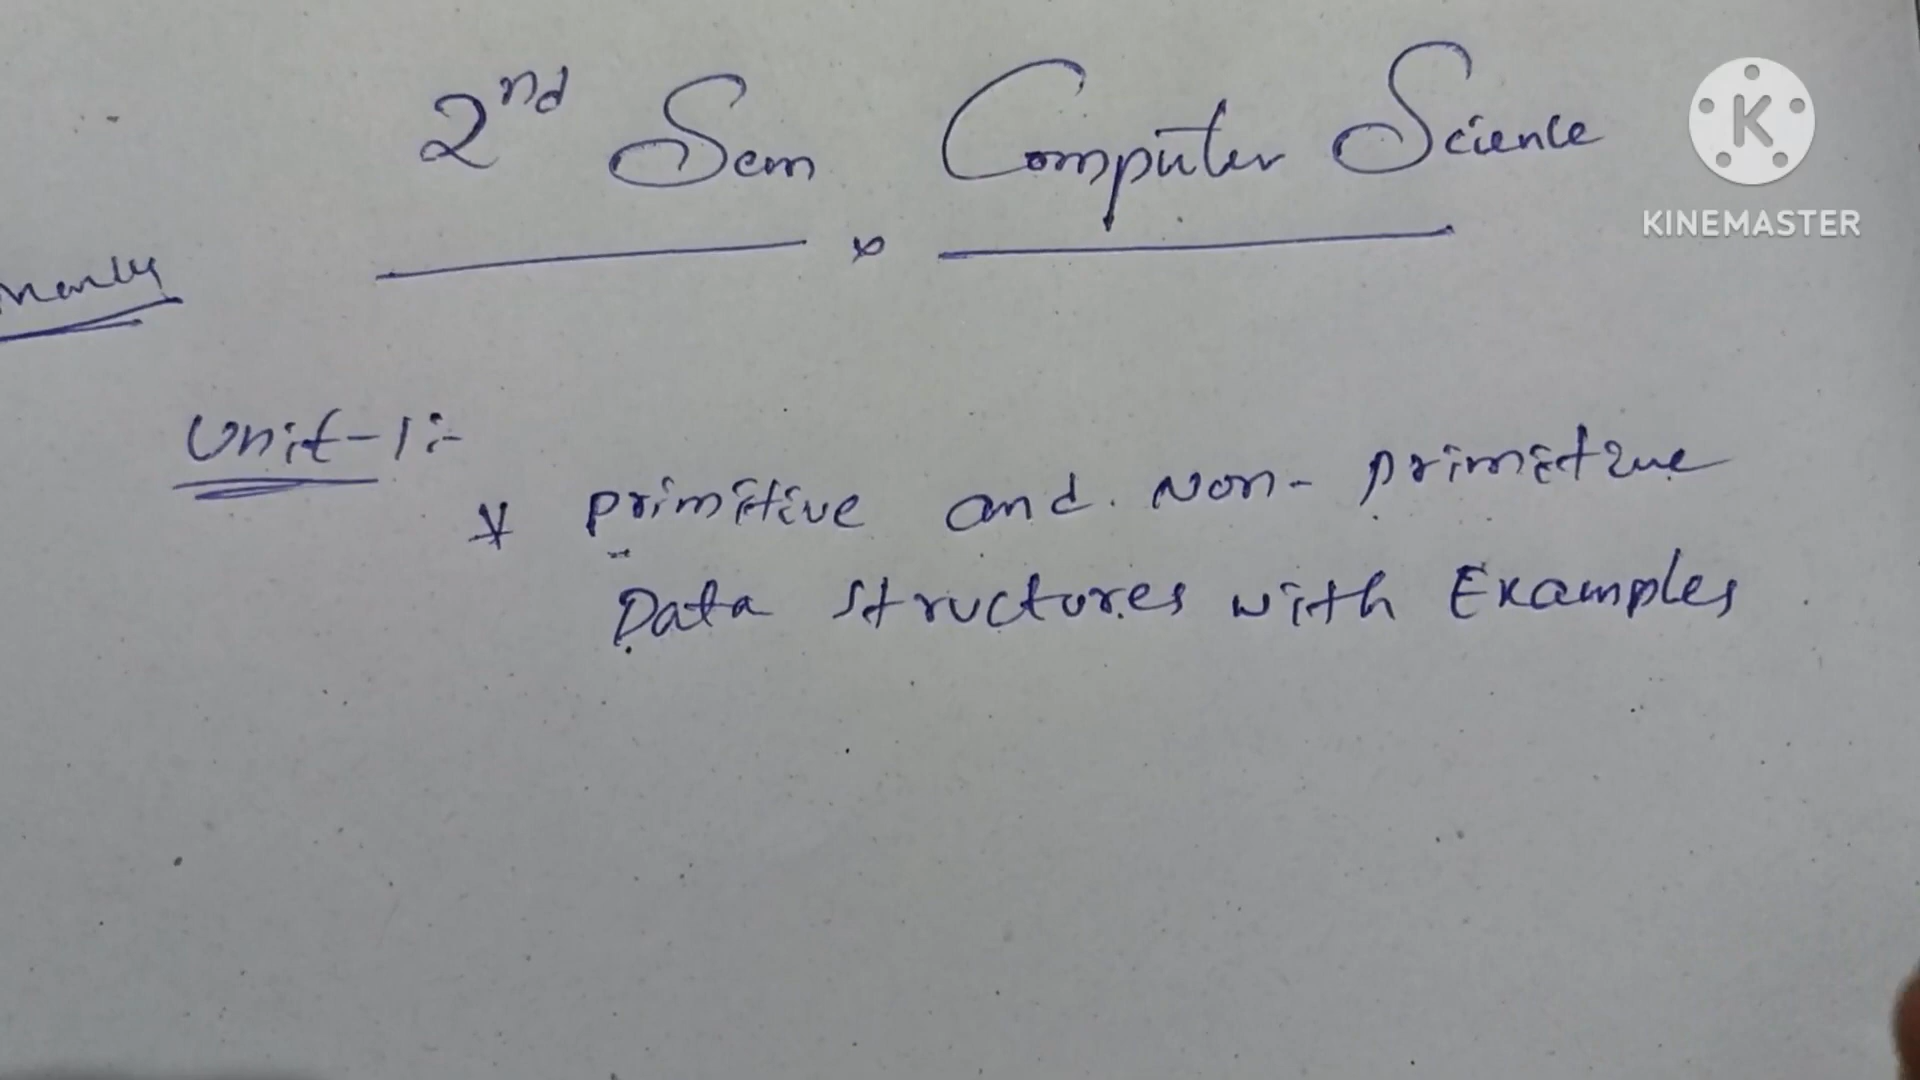 2nd Sem Computer Science
KINEMASTER
Unit-1:-
* Primitive and Non-primitive
Data structures with Examples